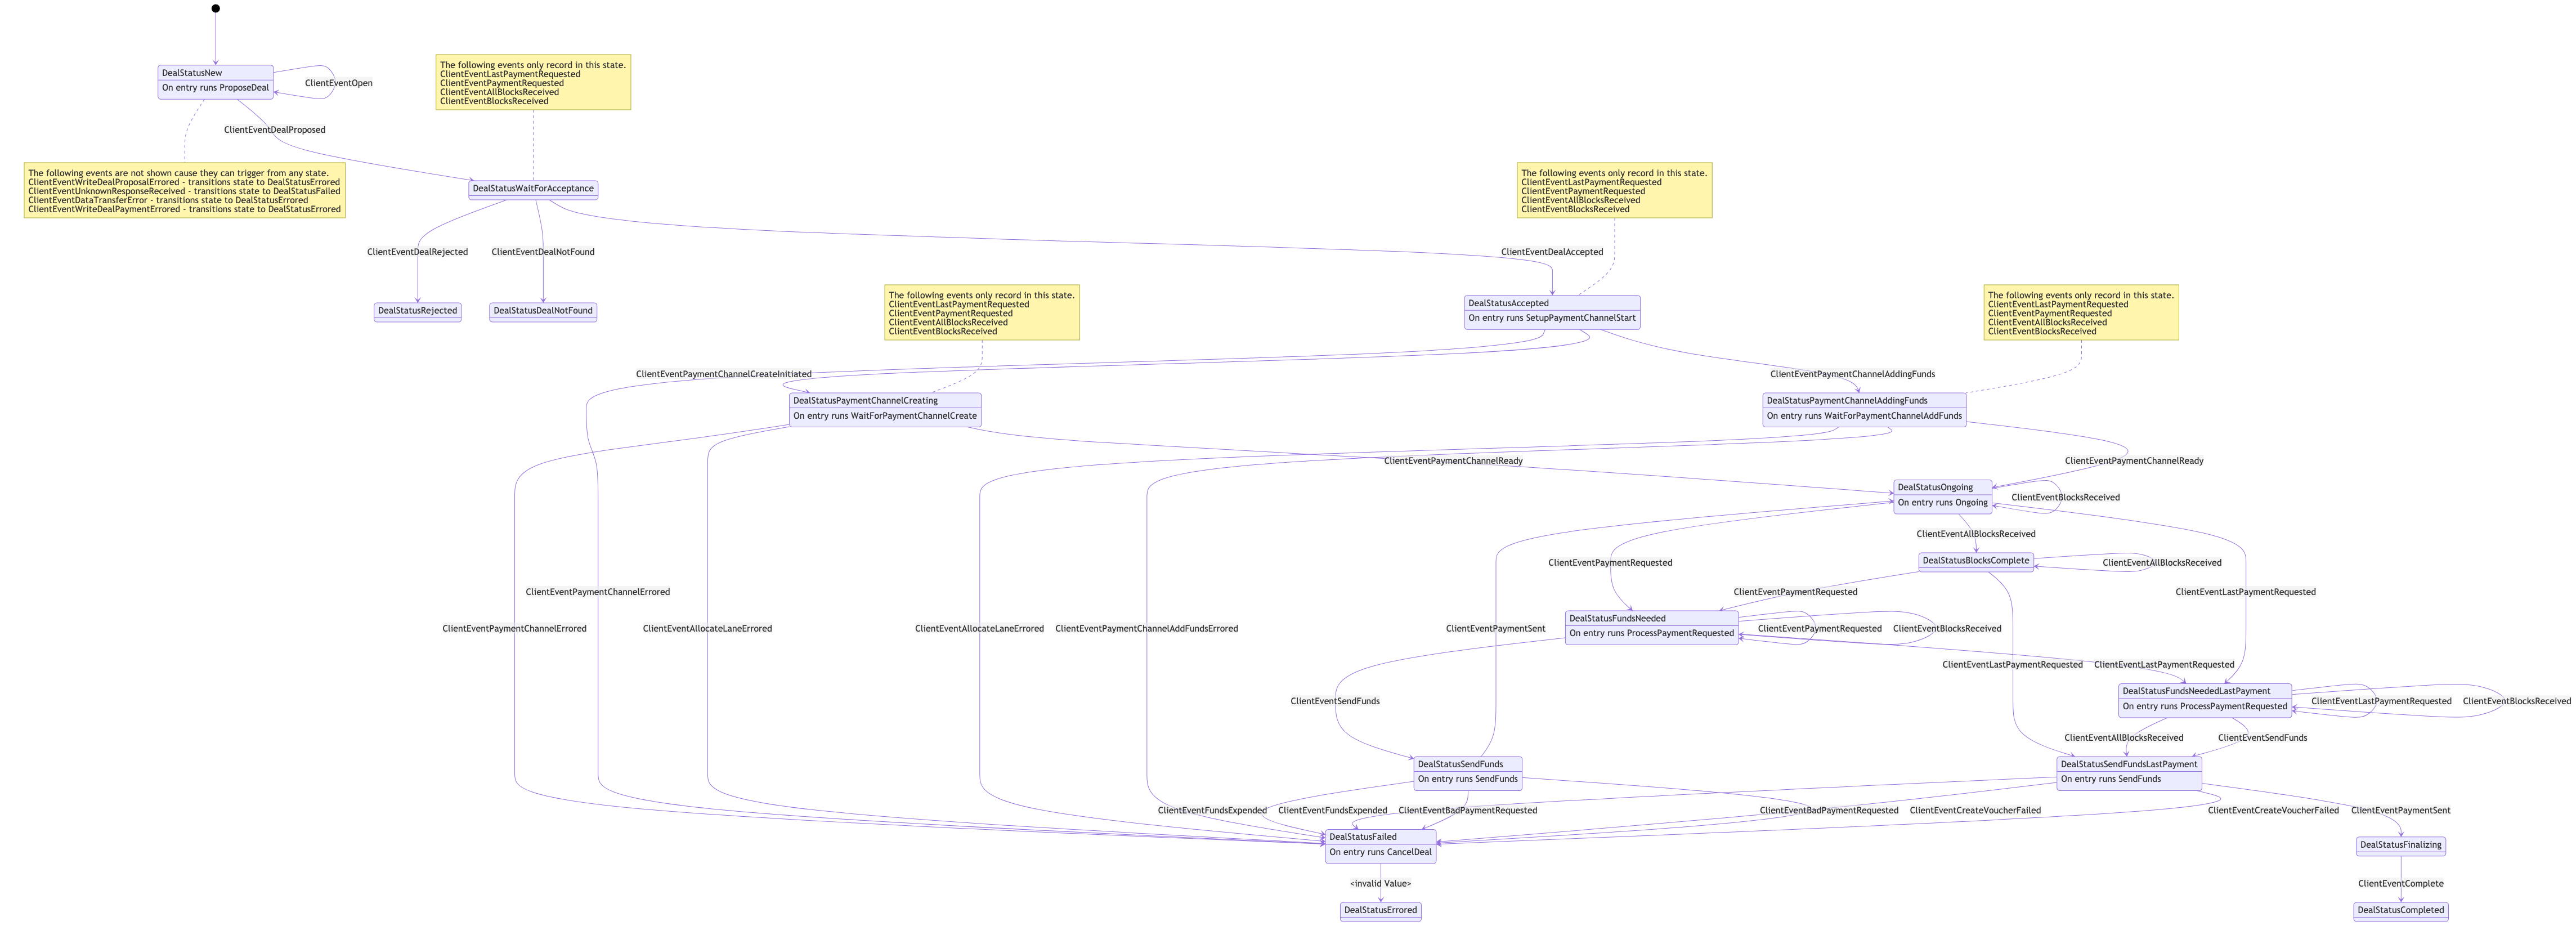 DealStatusNew
On entry runs ProposeDeal
ClientEventOpen
The following events only record in this state.
ClientEventLastPaymentRequested
ClientEventPaymentRequested
ClientEventAllBlocksReceived
ClientEventBlocksReceived
ClientEventDealProposed
The following events are not shown cause they can trigger from any state.
ClientEventWriteDealProposalErrored - transitions state to DealStatusErrored
ClientEventUnknownResponseReceived - transitions state to DealStatusFailed
ClientEventDataTransferError - transitions state to DealStatusErrored
ClientEventWriteDealPaymentErrored - transitions state to DealStatusErrored
DealStatusWaitForAcceptance
The following events only record in this state.
ClientEventLastPaymentRequested
ClientEventPaymentRequested
ClientEventAllBlocksReceived
ClientEventBlocksReceived
ClientEventDealRejected
ClientEventDealNotFound
ClientEventDealAccepted
DealStatusRejected
DealStatusDealNotFound
The following events only record in this state.
ClientEventLastPaymentRequested
ClientEventPaymentRequested
ClientEventAllBlocksReceived
ClientEventBlocksReceived
DealStatusAccepted
On entry runs SetupPaymentChannelStart
The following events only record in this state.
ClientEventLastPaymentRequested
ClientEventPaymentRequested
ClientEventAllBlocksReceived
ClientEventBlocksReceived
ClientEventPaymentChannelCreateInitiated
ClientEventPaymentChannelAddingFunds
DealStatusPaymentChannelCreating
On entry runs WaitForPaymentChannelCreate
DealStatusPaymentChannelAddingFunds
On entry runs WaitForPaymentChannelAddFunds
ClientEventPaymentChannelReady
ClientEventPaymentChannelReady
DealStatusOngoing
On entry runs Ongoing
ClientEventBlocksReceived
ClientEventAllBlocksReceived
DealStatusBlocksComplete
ClientEventAllBlocksReceived
ClientEventPaymentRequested
ClientEventPaymentChannelErrored
ClientEventPaymentRequested
ClientEventLastPaymentRequested
DealStatusFundsNeeded
On entry runs ProcessPaymentRequested
ClientEventPaymentChannelErrored
ClientEventAllocateLaneErrored
ClientEventAllocateLaneErrored
ClientEventPaymentChannelAddFundsErrored
ClientEventPaymentSent
ClientEventPaymentRequested
ClientEventBlocksReceived
ClientEventLastPaymentRequested
ClientEventLastPaymentRequested
DealStatusFundsNeededLastPayment
On entry runs ProcessPaymentRequested
ClientEventSendFunds
ClientEventLastPaymentRequested
ClientEventBlocksReceived
ClientEventAllBlocksReceived
ClientEventSendFunds
DealStatusSendFunds
On entry runs SendFunds
DealStatusSendFundsLastPayment
On entry runs SendFunds
ClientEventFundsExpended
ClientEventFundsExpended
ClientEventBadPaymentRequested
ClientEventBadPaymentRequested
ClientEventCreateVoucherFailed
ClientEventCreateVoucherFailed
ClientEventPaymentSent
DealStatusFailed
On entry runs CancelDeal
DealStatusFinalizing
<invalid Value>
ClientEventComplete
DealStatusErrored
DealStatusCompleted